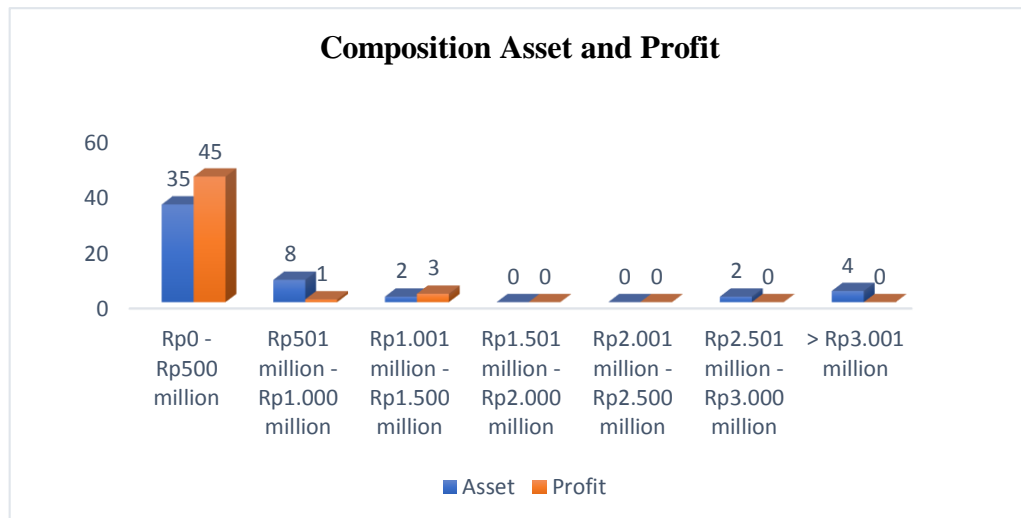 Composition Asset and Profit
60
40
20
0
35
45
8
1
2
3
0
0
0
0
2
0
4
0
Rp0 -
Rp500
million
Rp501
million -
Rp1.000
million
Rp1.001
million -
Rp1.500
million
Rp1.501
million -
Rp2.000
million
Rp2.001
million -
Rp2.500
million
Rp2.501
million -
Rp3.000
million
> Rp3.001
million
Asset
Profit